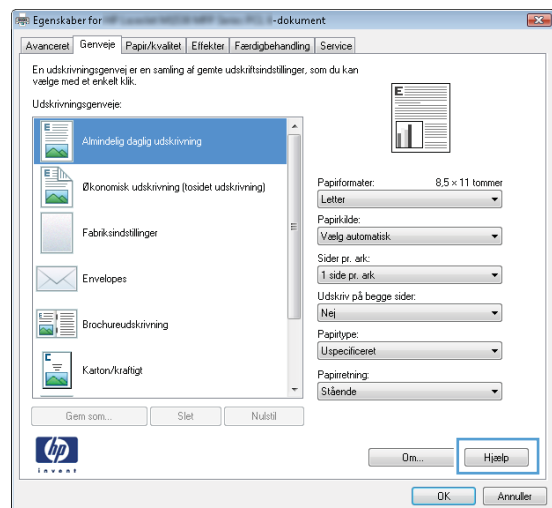 Egenskaber for -dokument
Avanceret Genveje Papir/kvalitet Effekter Færdigbehandling Service
En udskrivningsgenvej er en samling af gemte udskriftsindstillinger, som du kan
vælge med et enkelt klik.
Udskrivningsgenveje:
Almindelig daglig udskrivning
Økonomisk udskrivning (tosidet udskrivning)
Fabriksindstillinger
Envelopes
Brochureudskrivning
Karton/kraftigt
Gem som... Slet Nulstil
Papirformater: 8,5 × 11 tommer
Letter
Papirkilde:
Vælg automatisk
Sider pr. ark:
1 side pr. ark
Udskriv på begge sider:
Nej
Papirtype:
Uspecificeret
Papirretning:
Stående
hp
invent
Om... Hjælp
OK Annuller